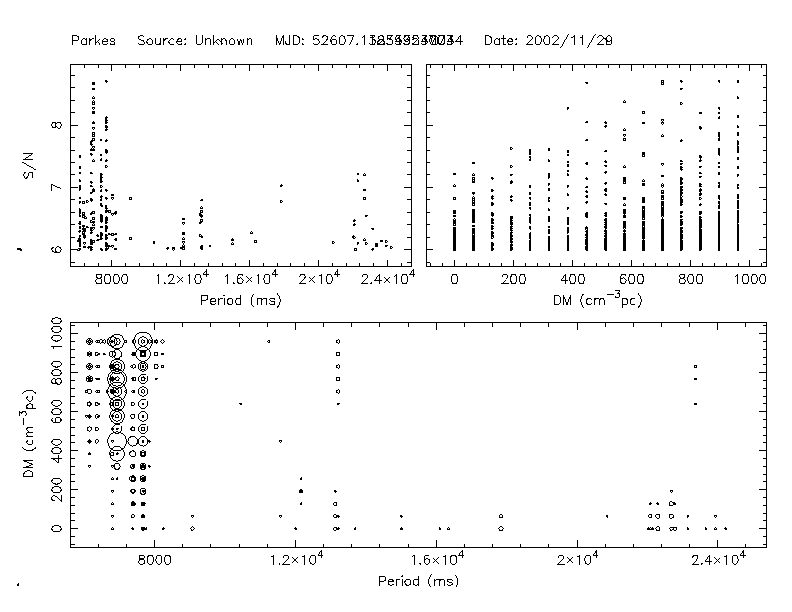 Parkes Source: Unknown MJD: Date: 2002/11/29
S/N
8
7
6
8000 1.2×10⁴ 1.6×10⁴ 2×10⁴ 2.4×10⁴
Period (ms)
0 200 400 600 800 1000
DM (cm⁻³pc)
DM (cm⁻³pc)
1000
800
600
400
200
0
8000 1.2×10⁴ 1.6×10⁴ 2×10⁴ 2.4×10⁴
Period (ms)